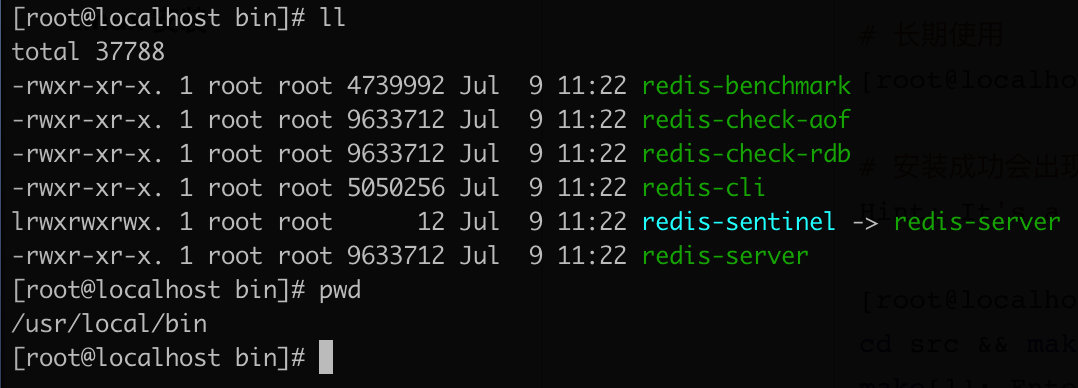 [root@localhost bin]# ll
total 37788
-rwxr-xr-x. 1 root root 4739992 Jul  9 11:22 redis-benchmark
-rwxr-xr-x. 1 root root 9633712 Jul  9 11:22 redis-check-aof
-rwxr-xr-x. 1 root root 9633712 Jul  9 11:22 redis-check-rdb
-rwxr-xr-x. 1 root root 5050256 Jul  9 11:22 redis-cli
lrwxrwxrwx. 1 root root      12 Jul  9 11:22 redis-sentinel -> redis-server
-rwxr-xr-x. 1 root root 9633712 Jul  9 11:22 redis-server
[root@localhost bin]# pwd
/usr/local/bin
[root@localhost bin]#
# 长期使用
[root@localho
# 安装成功会出现
Hint: It's a
[root@localho
cd src && mak